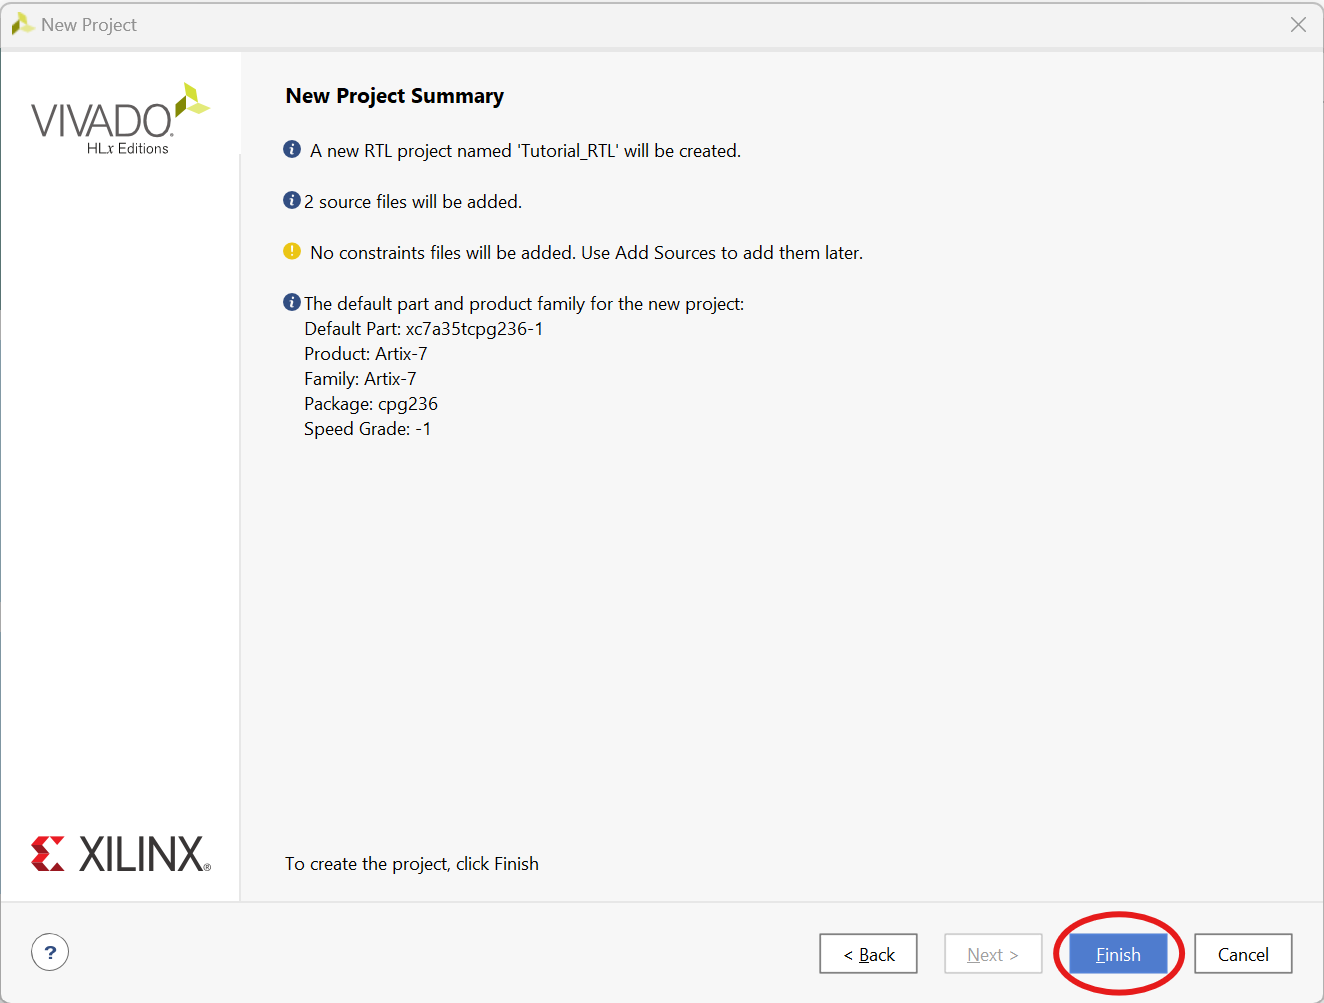 New Project
VIVADO.
HLx Editions
New Project Summary
A new RTL project named 'Tutorial_RTL' will be created.
2 source files will be added.
No constraints files will be added. Use Add Sources to add them later.
The default part and product family for the new project:
Default Part: xc7a35tcpg236-1
Product: Artix-7
Family: Artix-7
Package: cpg236
Speed Grade: -1
XILINX®
To create the project, click Finish
?
< Back
Next >
Finish
Cancel